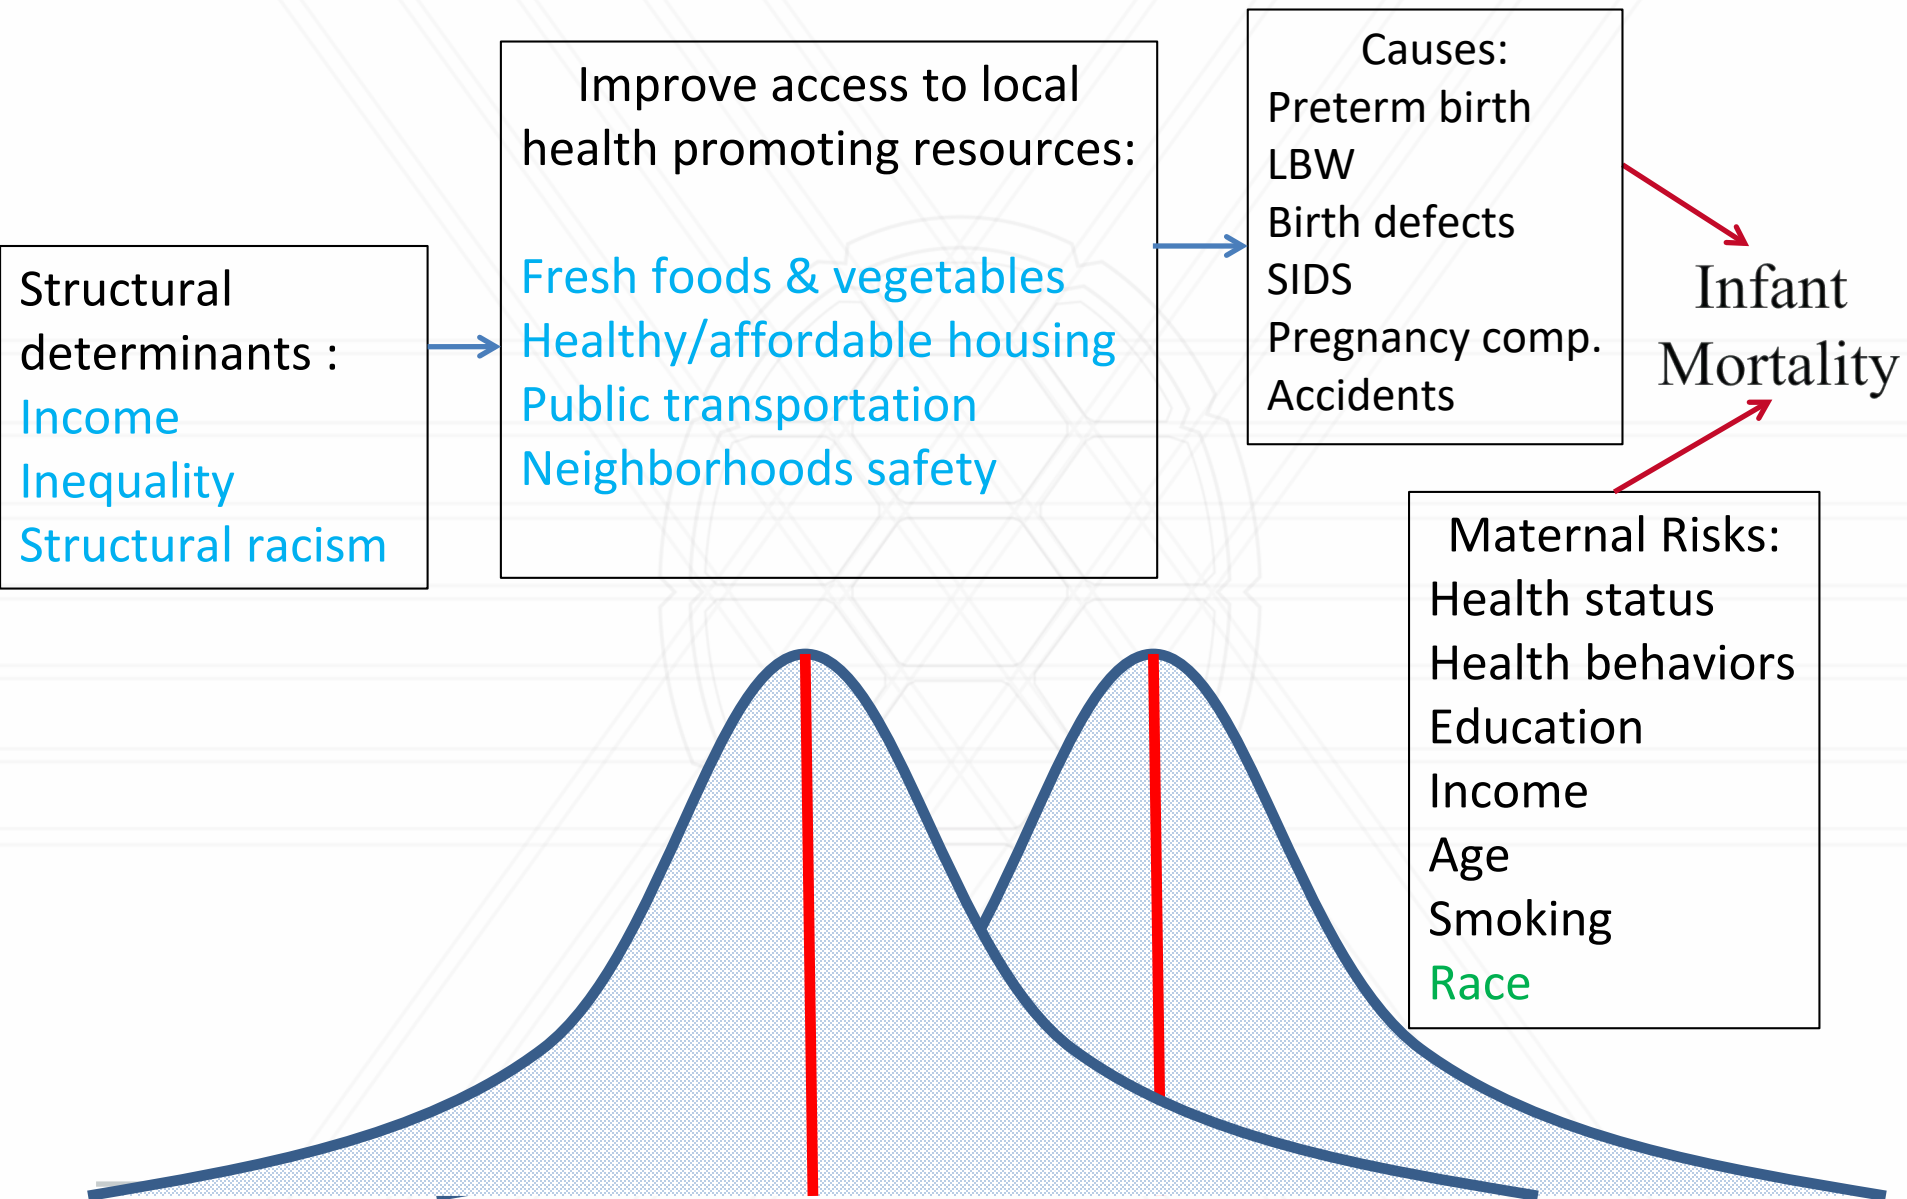 Structural
determinants :
Income
Inequality
Structural racism
Improve access to local
health promoting resources:
Fresh foods & vegetables
Healthy/affordable housing
Public transportation
Neighborhoods safety
Causes:
Preterm birth
LBW
Birth defects
SIDS
Pregnancy comp.
Accidents
Infant
Mortality
Maternal Risks:
Health status
Health behaviors
Education
Income
Age
Smoking
Race